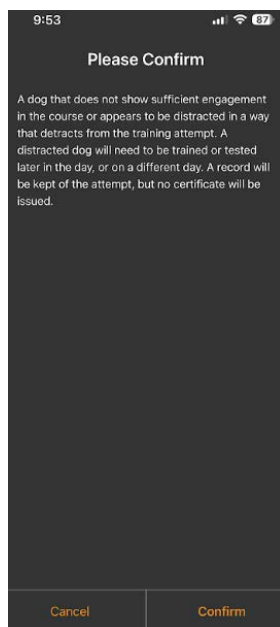 9:53
87
Please Confirm
A dog that does not show sufficient engagement
in the course or appears to be distracted in a way
that detracts from the training attempt. A
distracted dog will need to be trained or tested
later in the day, or on a different day. A record will
be kept of the attempt, but no certificate will be
issued.
Cancel
Confirm